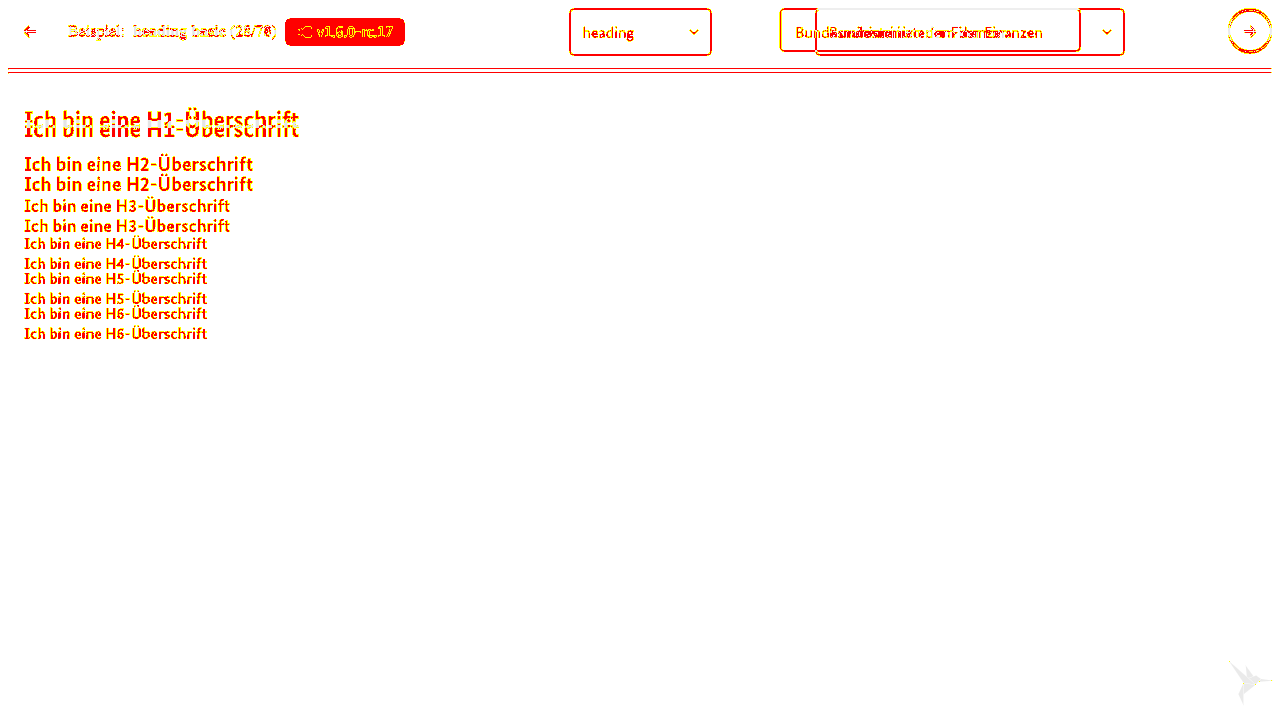 Beispiel: heading basic (26/76)
v1.6.0-rc.17
heading
Bundesministerium Für Finanzen
Ich bin eine H1-Überschrift
Ich bin eine H1-Überschrift
Ich bin eine H2-Überschrift
Ich bin eine H2-Überschrift
Ich bin eine H3-Überschrift
Ich bin eine H3-Überschrift
Ich bin eine H4-Überschrift
Ich bin eine H4-Überschrift
Ich bin eine H5-Überschrift
Ich bin eine H5-Überschrift
Ich bin eine H6-Überschrift
Ich bin eine H6-Überschrift